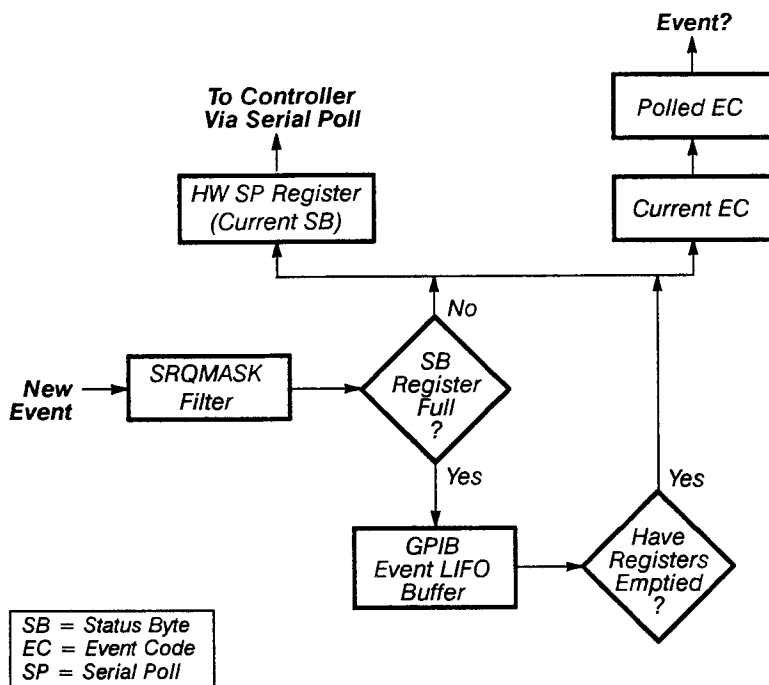 Event?
To Controller
Via Serial Poll
Polled EC
HW SP Register
(Current SB)
Current EC
No
New
Event
SRQMASK
Filter
SB
Register
Full
?
Yes
Yes
GPIB
Event LIFO
Buffer
Have
Registers
Emptied
?
SB = Status Byte
EC = Event Code
SP = Serial Poll